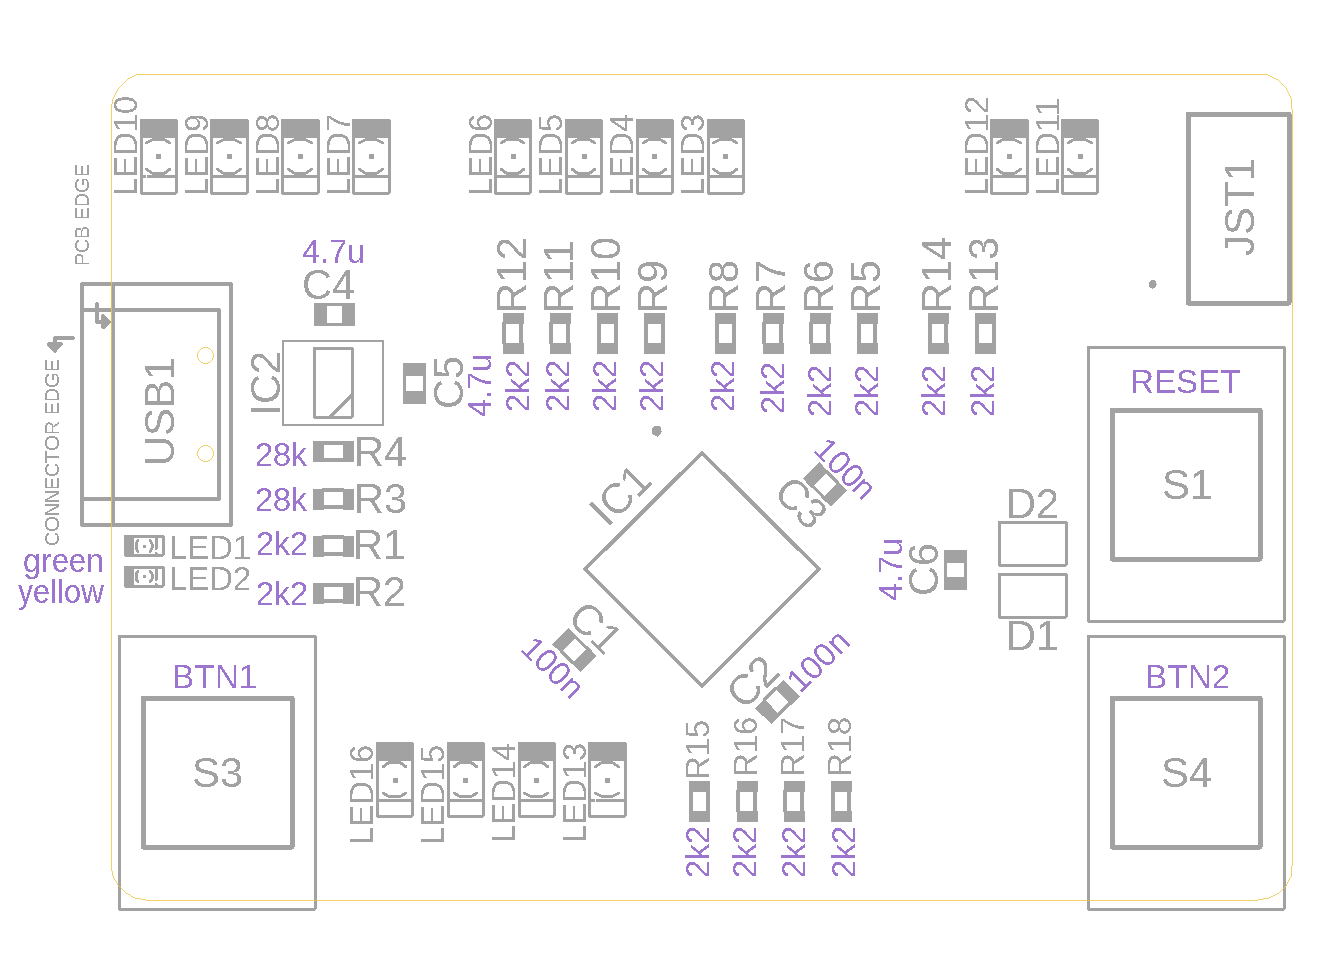 LED10
LED9
LED8
LED7
LED6
LED5
LED4
LED3
LED12
LED11
JST1
PCB EDGE
4.7u
C4
R12
R11
R10
R9
R8
R7
R6
R5
R14
R13
CONNECTOR EDGE
USB1
IC2
C5
4.7u
2k2
2k2
2k2
2k2
2k2
2k2
2k2
2k2
2k2
2k2
RESET
S1
28k R4
28k R3
2k2 R1
2k2 R2
LED1
LED2
green
yellow
IC1
100n
C3
D2
D1
4.7u
C6
C1
100n
C2
100n
BTN1
S3
BTN2
S4
LED16
LED15
LED14
LED13
R15
R16
R17
R18
2k2
2k2
2k2
2k2